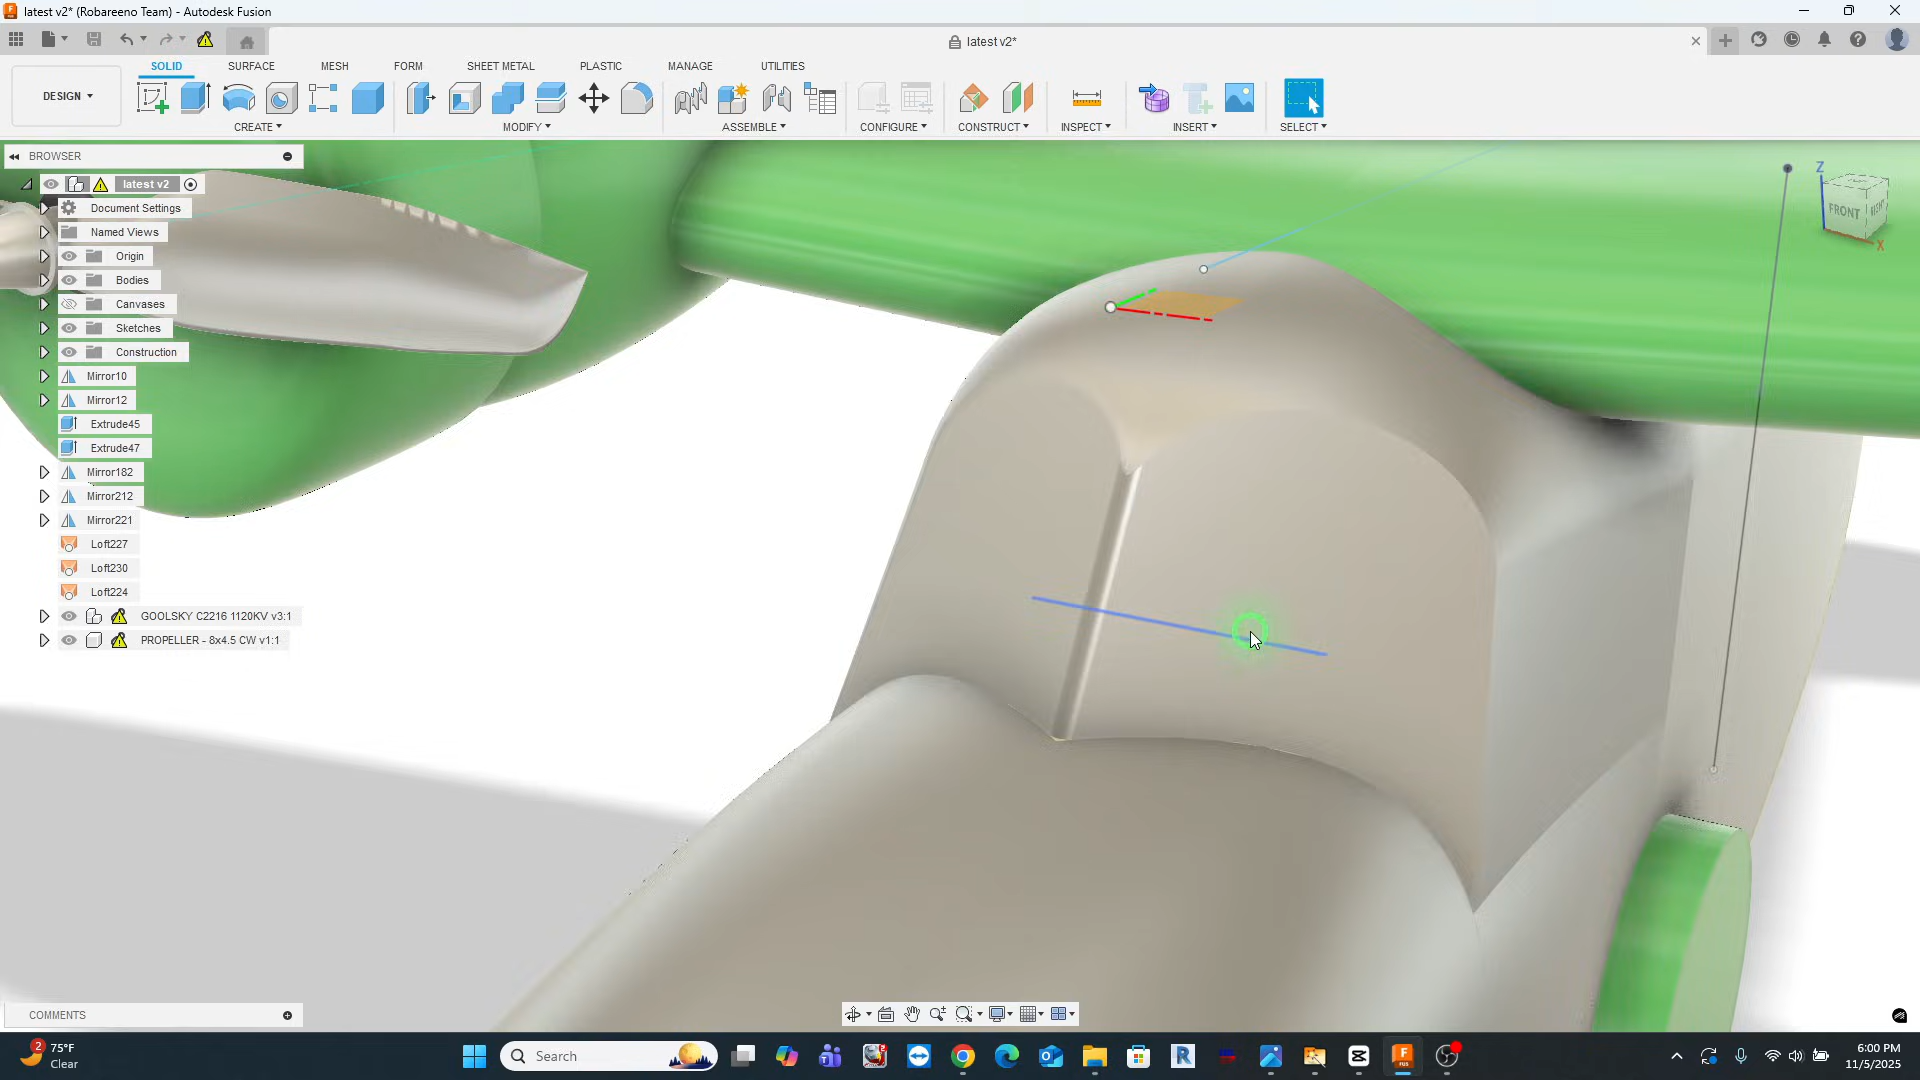 latest v2* (Robareeno Team) - Autodesk Fusion
latest v2*
SOLID
SURFACE
MESH
FORM
SHEET METAL
PLASTIC
MANAGE
UTILITIES
DESIGN
CREATE
MODIFY
ASSEMBLE
CONFIGURE
CONSTRUCT
INSPECT
INSERT
SELECT
BROWSER
latest v2
Document Settings
Named Views
Origin
Bodies
Canvases
Sketches
Construction
Mirror10
Mirror12
Extrude45
Extrude47
Mirror182
Mirror212
Mirror221
Loft227
Loft230
Loft224
GOOLSKY C2216 1120KV v3:1
PROPELLER - 8x4.5 CW v1:1
Z
FRONT
RIGHT
X
COMMENTS
2
75°F
Clear
Search
6:00 PM
11/5/2025